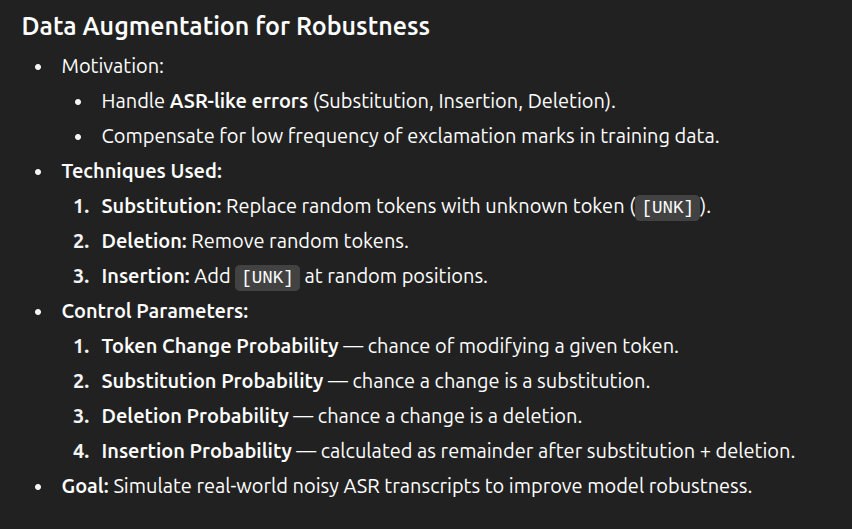 Data Augmentation for Robustness
• Motivation:
• Handle ASR-like errors (Substitution, Insertion, Deletion).
• Compensate for low frequency of exclamation marks in training data.
• Techniques Used:
1. Substitution: Replace random tokens with unknown token ( [UNK] ).
2. Deletion: Remove random tokens.
3. Insertion: Add [UNK] at random positions.
• Control Parameters:
1. Token Change Probability — chance of modifying a given token.
2. Substitution Probability — chance a change is a substitution.
3. Deletion Probability — chance a change is a deletion.
4. Insertion Probability — calculated as remainder after substitution + deletion.
• Goal: Simulate real-world noisy ASR transcripts to improve model robustness.